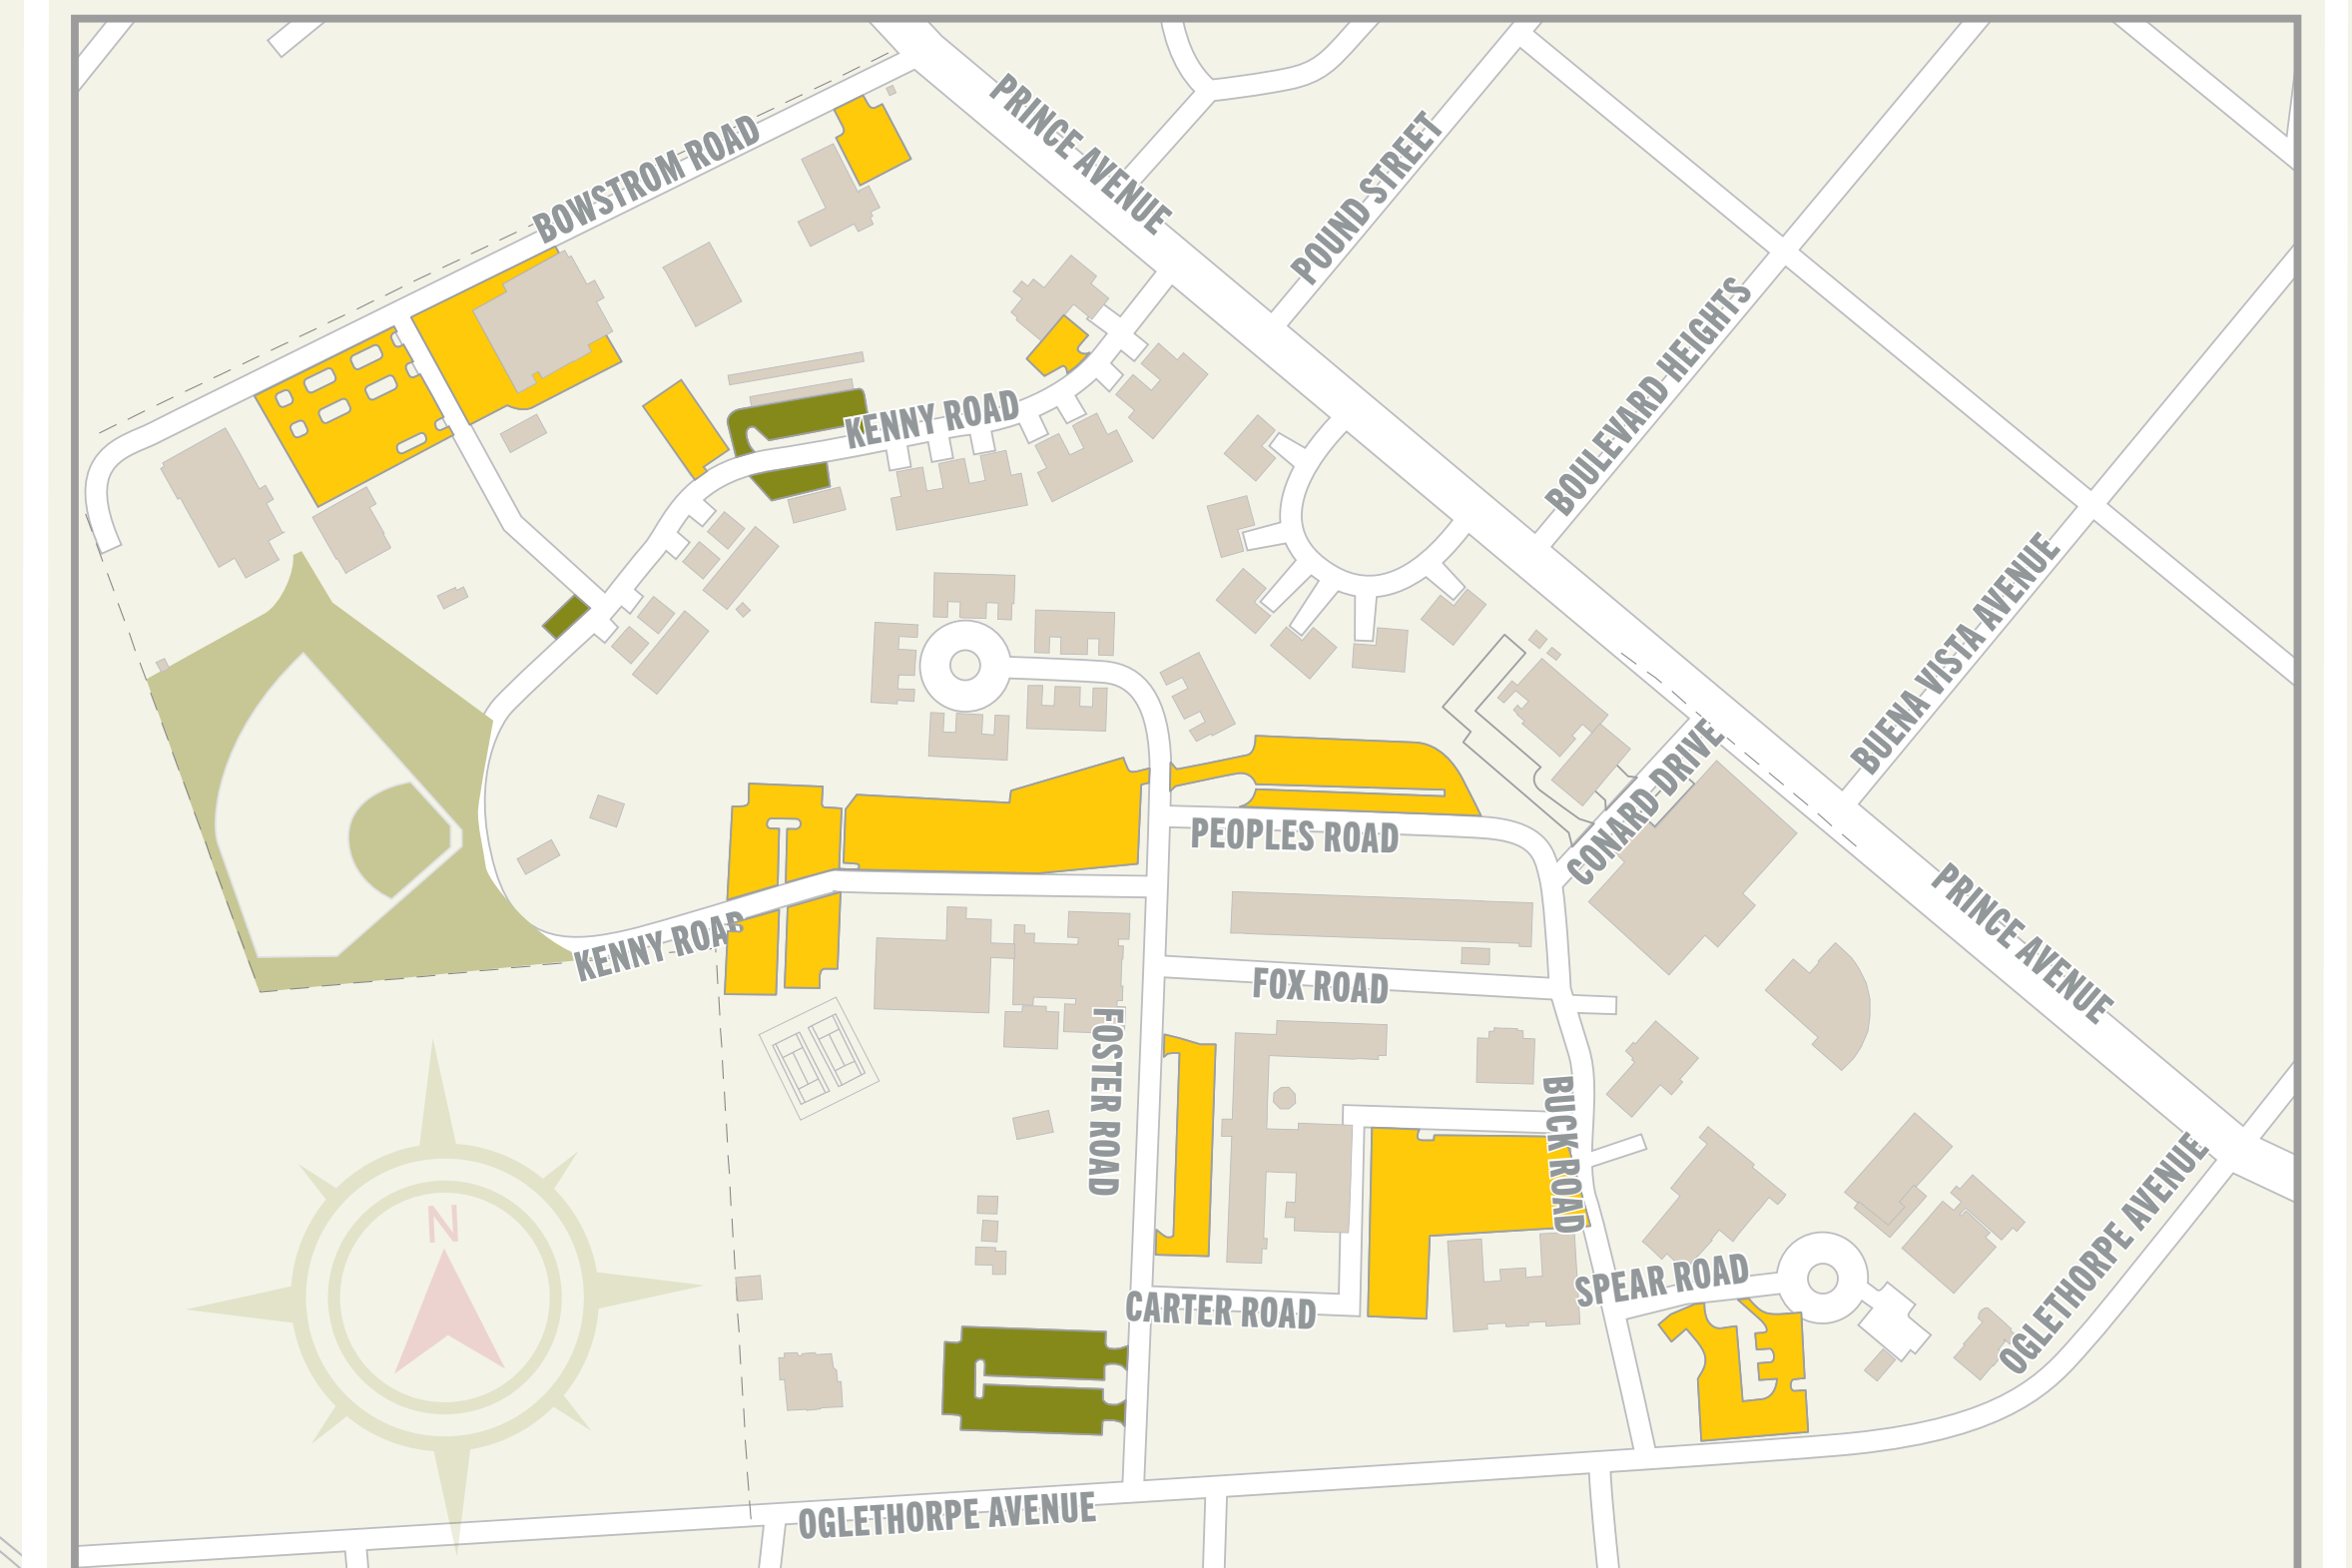 PRINCE AVENUE
BOWSTROM ROAD
POUND STREET
BOULEVARD HEIGHTS
KENNY ROAD
BUENA VISTA AVENUE
CONARD DRIVE
PEOPLES ROAD
PRINCE AVENUE
KENNY ROAD
FOX ROAD
FOSTER ROAD
BUCK ROAD
OGLETHORPE AVENUE
N
SPEAR ROAD
CARTER ROAD
OGLETHORPE AVENUE